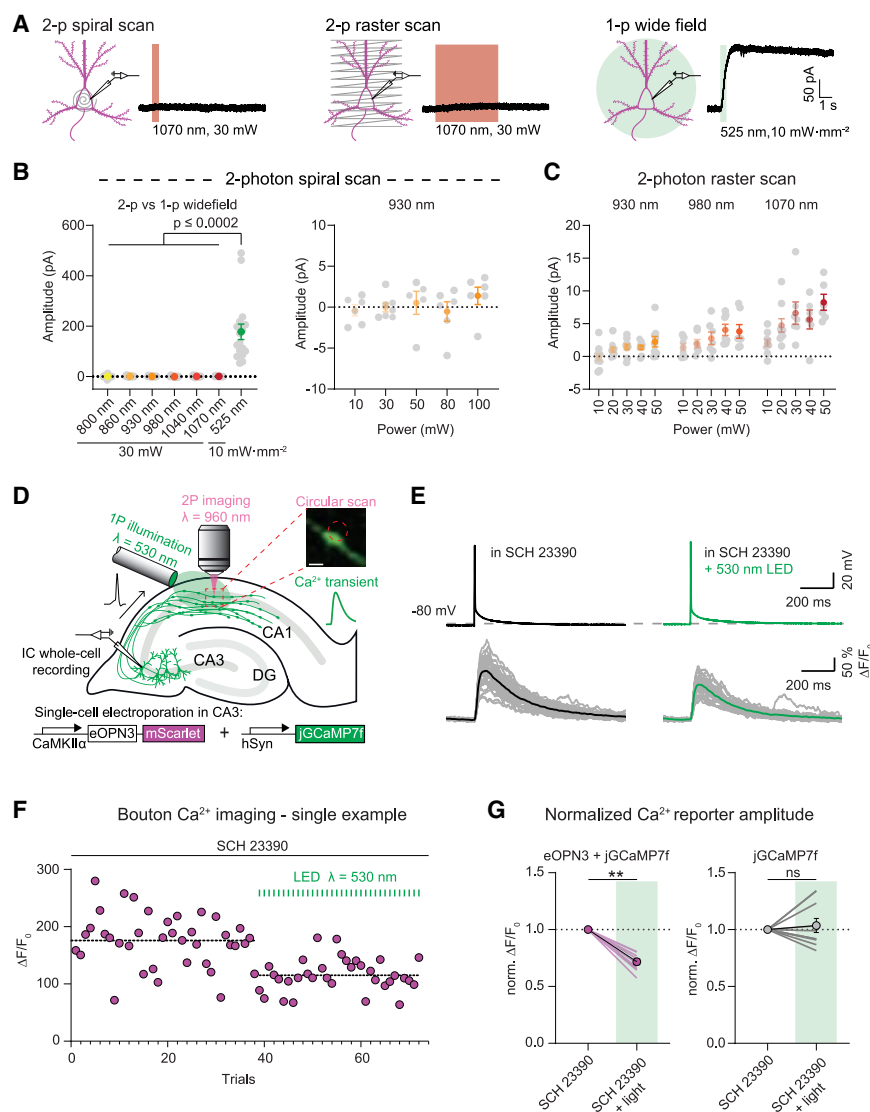 A
2-p spiral scan
2-p raster scan
1-p wide field
1070 nm, 30 mW
1070 nm, 30 mW
525 nm,10 mW·mm⁻²
50 pA
1 s
B
2-photon spiral scan
2-p vs 1-p widefield
p ≤ 0.0002
Amplitude (pA)
600
400
200
0
800 nm
860 nm
930 nm
980 nm
1040 nm
1070 nm
525 nm
30 mW
10 mW·mm⁻²
930 nm
Amplitude (pA)
10
5
0
-5
-10
10
30
50
80
100
Power (mW)
C
2-photon raster scan
930 nm
980 nm
1070 nm
Amplitude (pA)
20
15
10
5
0
-5
10
20
30
40
50
10
20
30
40
50
10
20
30
40
50
Power (mW)
D
1P illumination
λ = 530 nm
2P imaging
λ = 960 nm
Circular scan
Ca²⁺ transient
IC whole-cell
recording
CA1
CA3
DG
Single-cell electroporation in CA3:
CaMKIIα
eOPN3
mScarlet
+
hSyn
jGCaMP7f
E
in SCH 23390
-80 mV
in SCH 23390
+ 530 nm LED
20 mV
200 ms
50 %
ΔF/F₀
200 ms
F
Bouton Ca²⁺ imaging - single example
SCH 23390
LED λ = 530 nm
ΔF/F₀
300
200
100
0
0
20
40
60
Trials
G
Normalized Ca²⁺ reporter amplitude
eOPN3 + jGCaMP7f
**
norm. ΔF/F₀
1.5
1.0
0.5
0.0
SCH 23390
SCH 23390
+ light
jGCaMP7f
ns
norm. ΔF/F₀
1.5
1.0
0.5
0.0
SCH 23390
SCH 23390
+ light